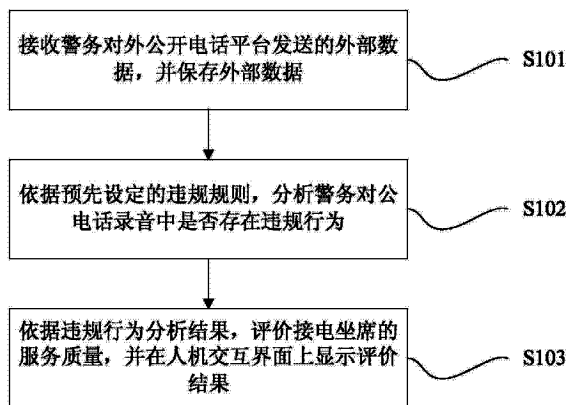 接收警务对外公开电话平台发送的外部数
据，并保存外部数据
S101
依据预先设定的违规规则，分析警务对公
电话录音中是否存在违规行为
S102
依据违规行为分析结果，评价接电坐席的
服务质量，并在人机交互界面上显示评价
结果
S103